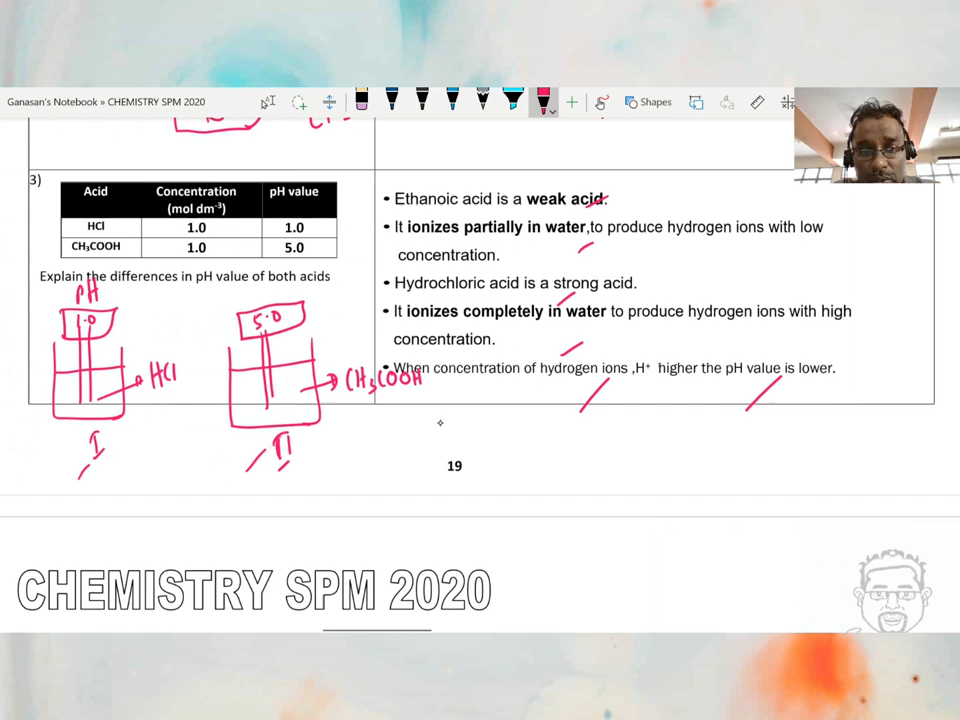 Ganasan's Notebook » CHEMISTRY SPM 2020
Shapes
3)
Acid Concentration (mol dm⁻³) pH value
HCl 1.0 1.0
CH₃COOH 1.0 5.0
Explain the differences in pH value of both acids
pH
1.0
HCl
I
5.0
CH₃COOH
II
• Ethanoic acid is a weak acid.
• It ionizes partially in water,to produce hydrogen ions with low
concentration.
• Hydrochloric acid is a strong acid.
• It ionizes completely in water to produce hydrogen ions with high
concentration.
• When concentration of hydrogen ions ,H⁺ higher the pH value is lower.
19
CHEMISTRY SPM 2020